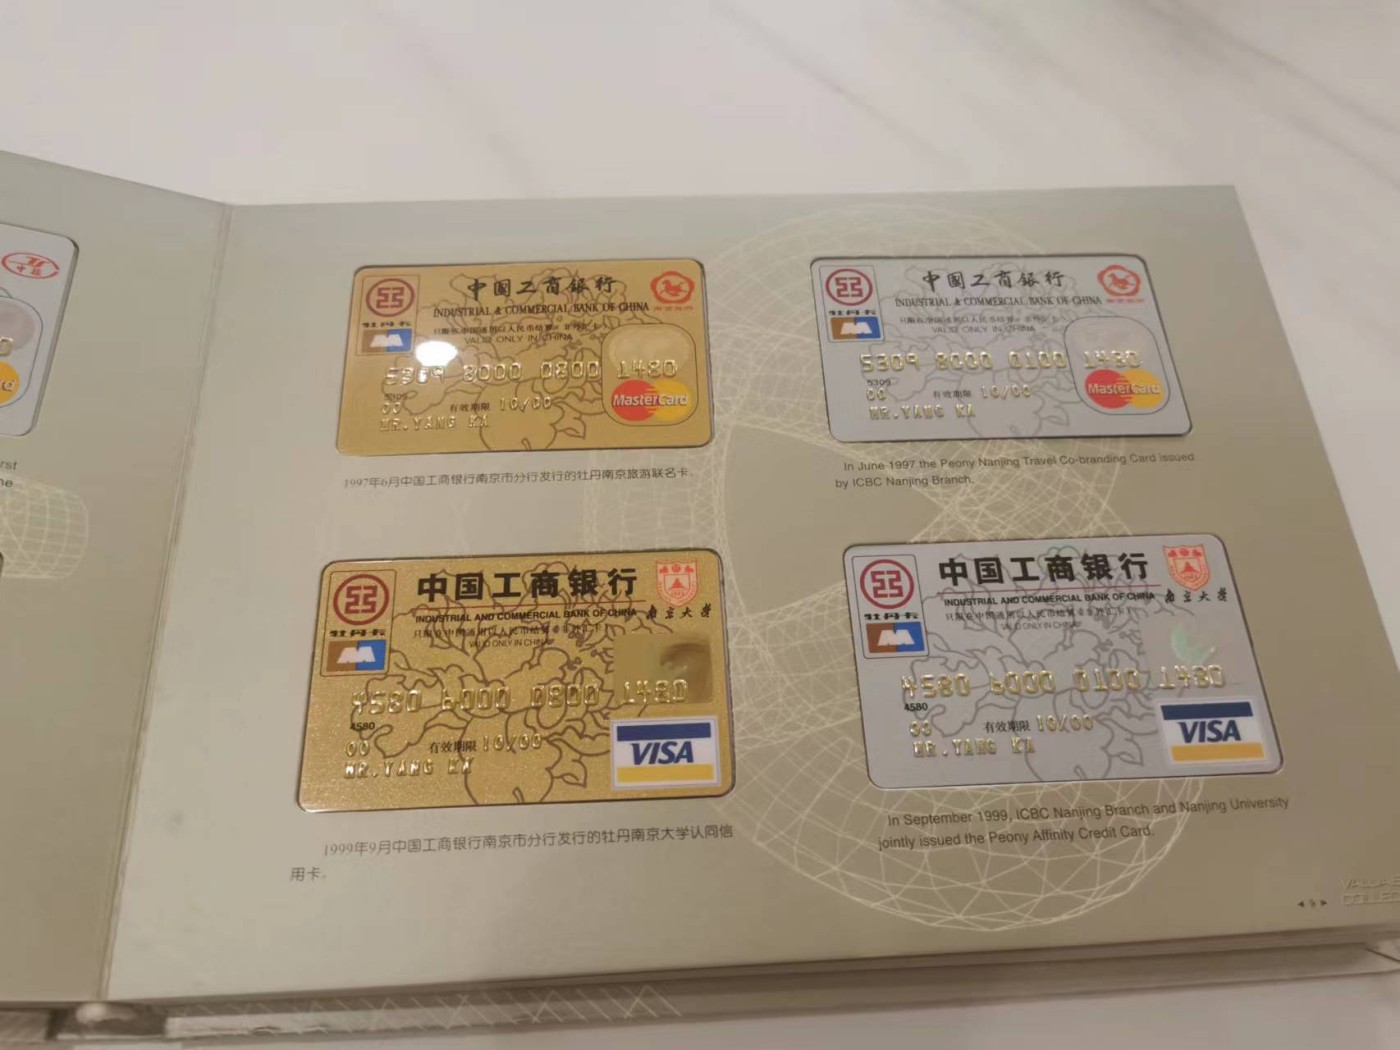 中國工商銀行
INDUSTRIAL & COMMERCIAL BANK OF CHINA
牡丹卡
VALID ONLY IN CHINA
5309 8000 0800 1480
5309
00 有效期限 10/00
MR.YANG KA
MasterCard
1997年6月中国工商银行南京市分行发行的牡丹南京旅游联名卡.
中國工商銀行
INDUSTRIAL & COMMERCIAL BANK OF CHINA
牡丹卡
VALID ONLY IN CHINA
5309 8000 0100 1480
5309
00 有效期限 10/00
MR.YANG KA
MasterCard
In June 1997 the Peony Nanjing Travel Co-branding Card issued
by ICBC Nanjing Branch.
中国工商银行
INDUSTRIAL AND COMMERCIAL BANK OF CHINA 南京大学
牡丹卡
VALID ONLY IN CHINA
4580 6000 0800 1480
4580
00 有效期限 10/00
MR.YANG KA
VISA
1999年9月中国工商银行南京市分行发行的牡丹南京大学认同信
用卡.
中国工商银行
INDUSTRIAL AND COMMERCIAL BANK OF CHINA 南京大学
牡丹卡
VALID ONLY IN CHINA
4580 6000 0100 1480
4580
有效期限 10/00
MR.YANG KA
VISA
In September 1999, ICBC Nanjing Branch and Nanjing University
jointly issued the Peony Affinity Credit Card.